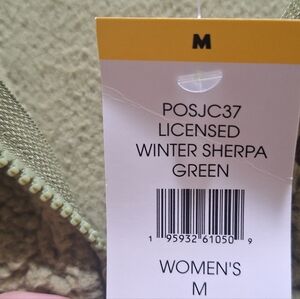 M
POSJC37
LICENSED
WINTER SHERPA
GREEN
1 95932 61050 9
WOMEN'S
M